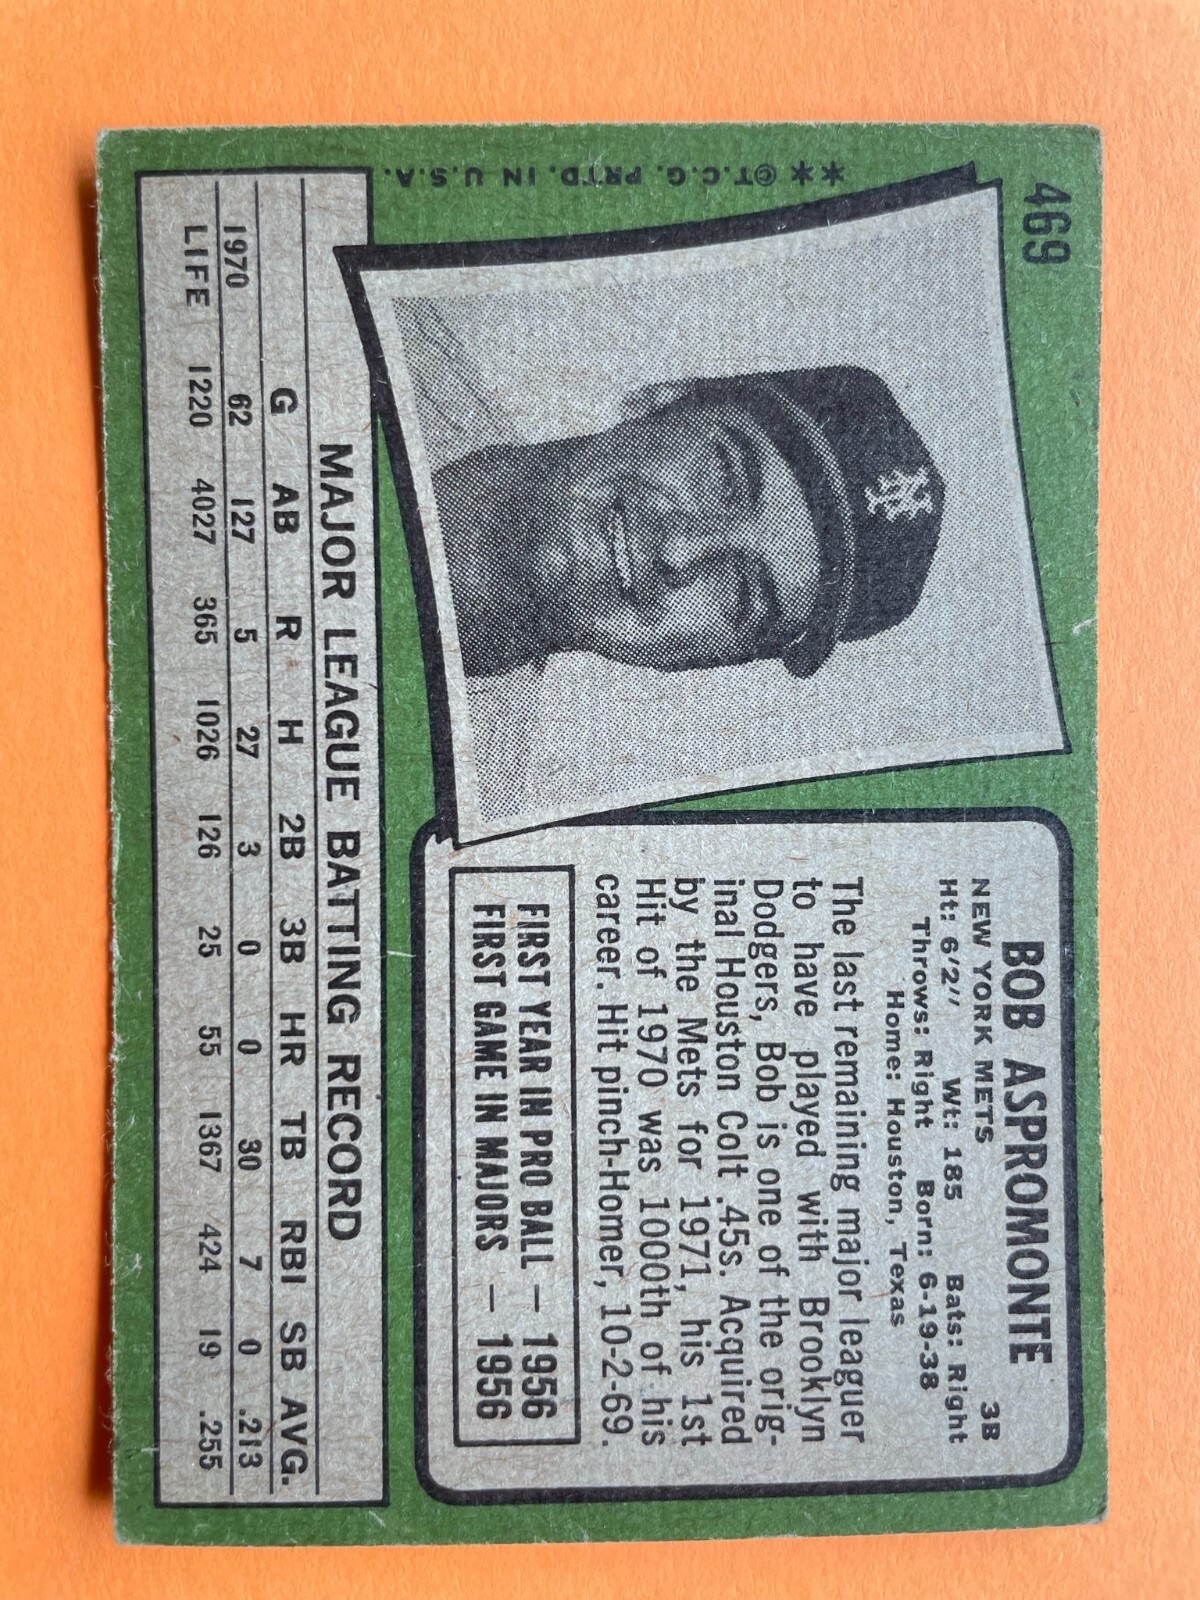 469
** ©T.C.G. PRTD. IN U.S.A.
NY
BOB ASPROMONTE
NEW YORK METS 3B
Ht: 6'2" Wt: 185 Bats: Right
Throws: Right Born: 6-19-38
Home: Houston, Texas
The last remaining major leaguer
to have played with Brooklyn
Dodgers, Bob is one of the orig-
inal Houston Colt .45s. Acquired
by the Mets for 1971, his 1st
Hit of 1970 was 1000th of his
career. Hit pinch-Homer, 10-2-69.
FIRST YEAR IN PRO BALL — 1956
FIRST GAME IN MAJORS — 1956
MAJOR LEAGUE BATTING RECORD
G AB R H 2B 3B HR TB RBI SB AVG.
1970 62 127 5 27 3 0 0 30 7 0 .213
LIFE 1220 4027 365 1026 126 25 55 1367 424 19 .255